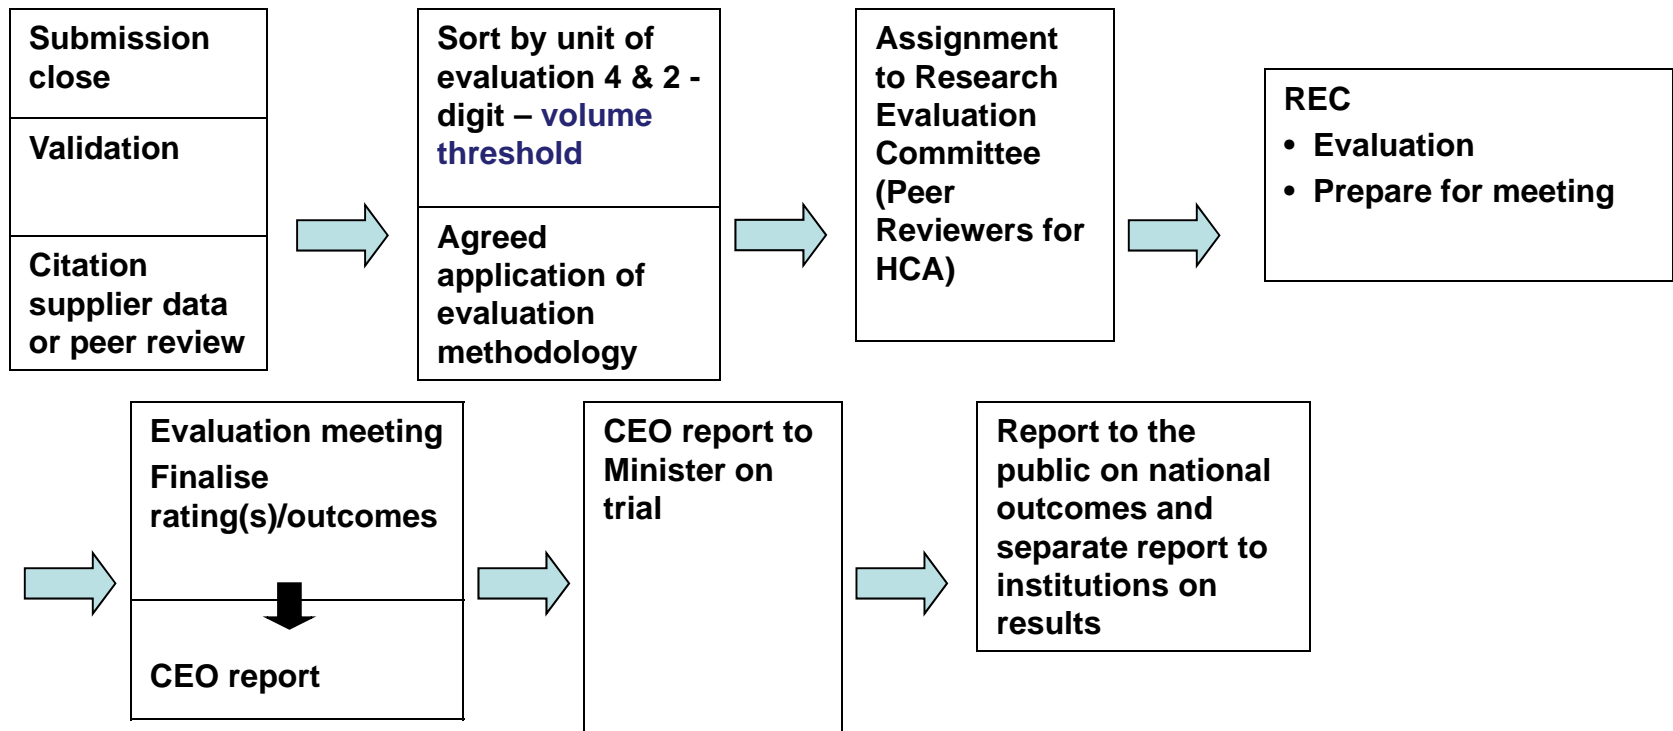 Submission
close
Validation
Citation
supplier data
or peer review
Sort by unit of
evaluation 4 & 2 -
digit – volume
threshold
Agreed
application of
evaluation
methodology
Assignment
to Research
Evaluation
Committee
(Peer
Reviewers for
HCA)
REC
• Evaluation
• Prepare for meeting
Evaluation meeting
Finalise
rating(s)/outcomes
CEO report
CEO report to
Minister on
trial
Report to the
public on national
outcomes and
separate report to
institutions on
results